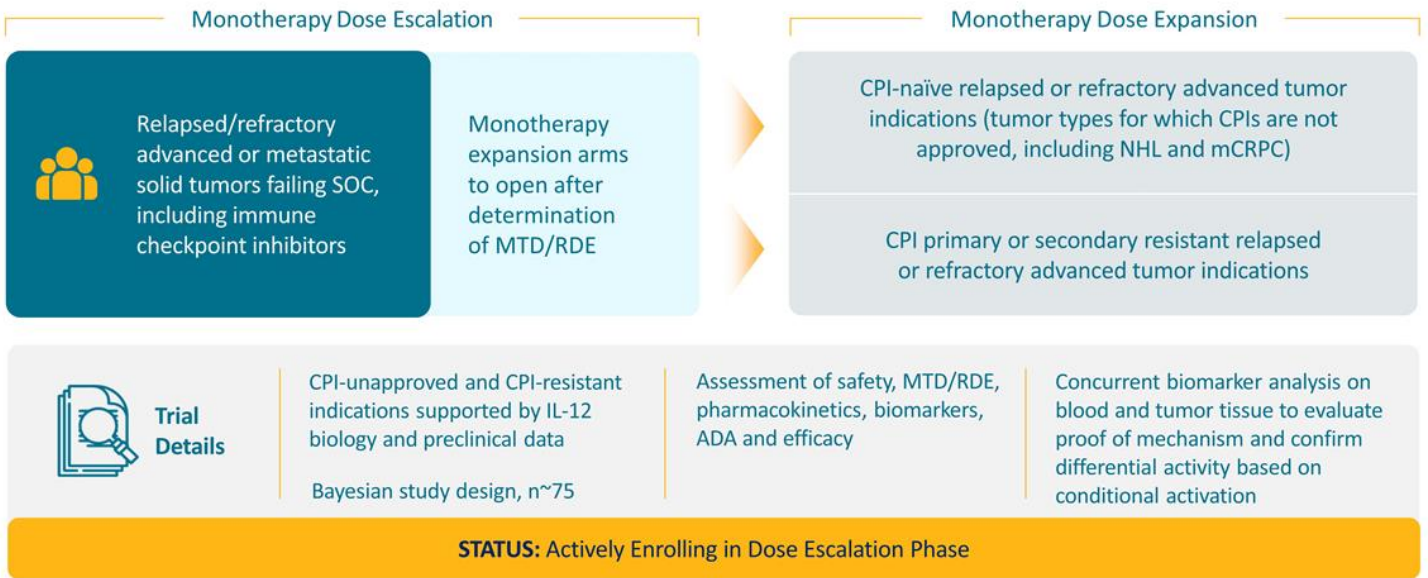 Monotherapy Dose Escalation
Relapsed/refractory
advanced or metastatic
solid tumors failing SOC,
including immune
checkpoint inhibitors
Monotherapy
expansion arms
to open after
determination
of MTD/RDE
Monotherapy Dose Expansion
CPI-naïve relapsed or refractory advanced tumor
indications (tumor types for which CPIs are not
approved, including NHL and mCRPC)
CPI primary or secondary resistant relapsed
or refractory advanced tumor indications
Trial
Details
CPI-unapproved and CPI-resistant
indications supported by IL-12
biology and preclinical data
Bayesian study design, n~75
Assessment of safety, MTD/RDE,
pharmacokinetics, biomarkers,
ADA and efficacy
Concurrent biomarker analysis on
blood and tumor tissue to evaluate
proof of mechanism and confirm
differential activity based on
conditional activation
STATUS: Actively Enrolling in Dose Escalation Phase